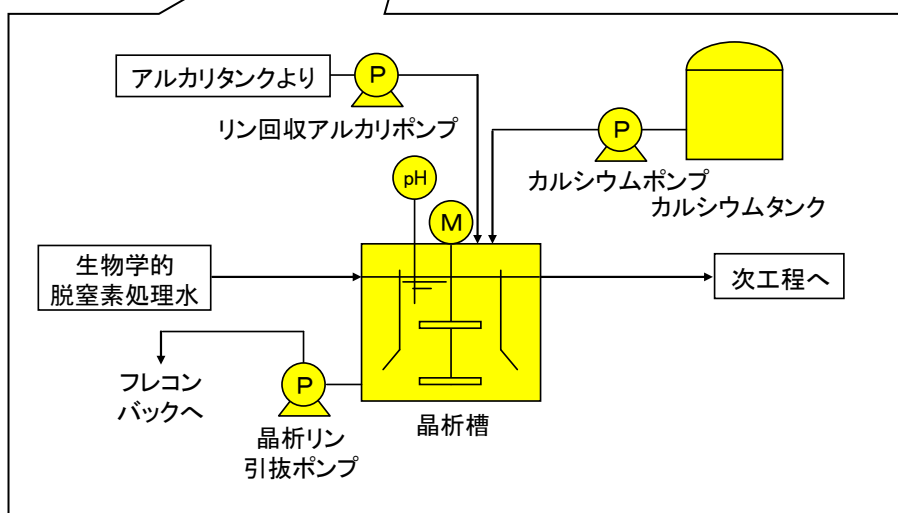 アルカリタンクより
P
リン回収アルカリポンプ
P
カルシウムポンプ
カルシウムタンク
pH
M
生物学的
脱窒素処理水
次工程へ
P
フレコン
バックへ
晶析リン
引抜ポンプ
晶析槽